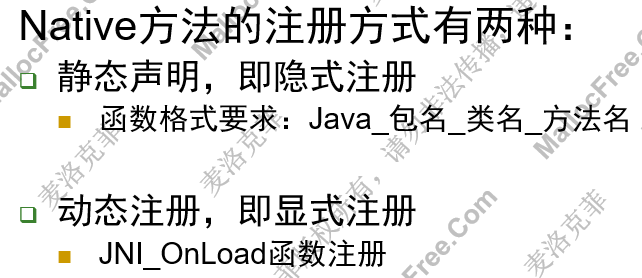 Native方法的注册方式有两种：
静态声明，即隐式注册
函数格式要求：Java_包名_类名_方法名
动态注册，即显式注册
JNI_OnLoad函数注册